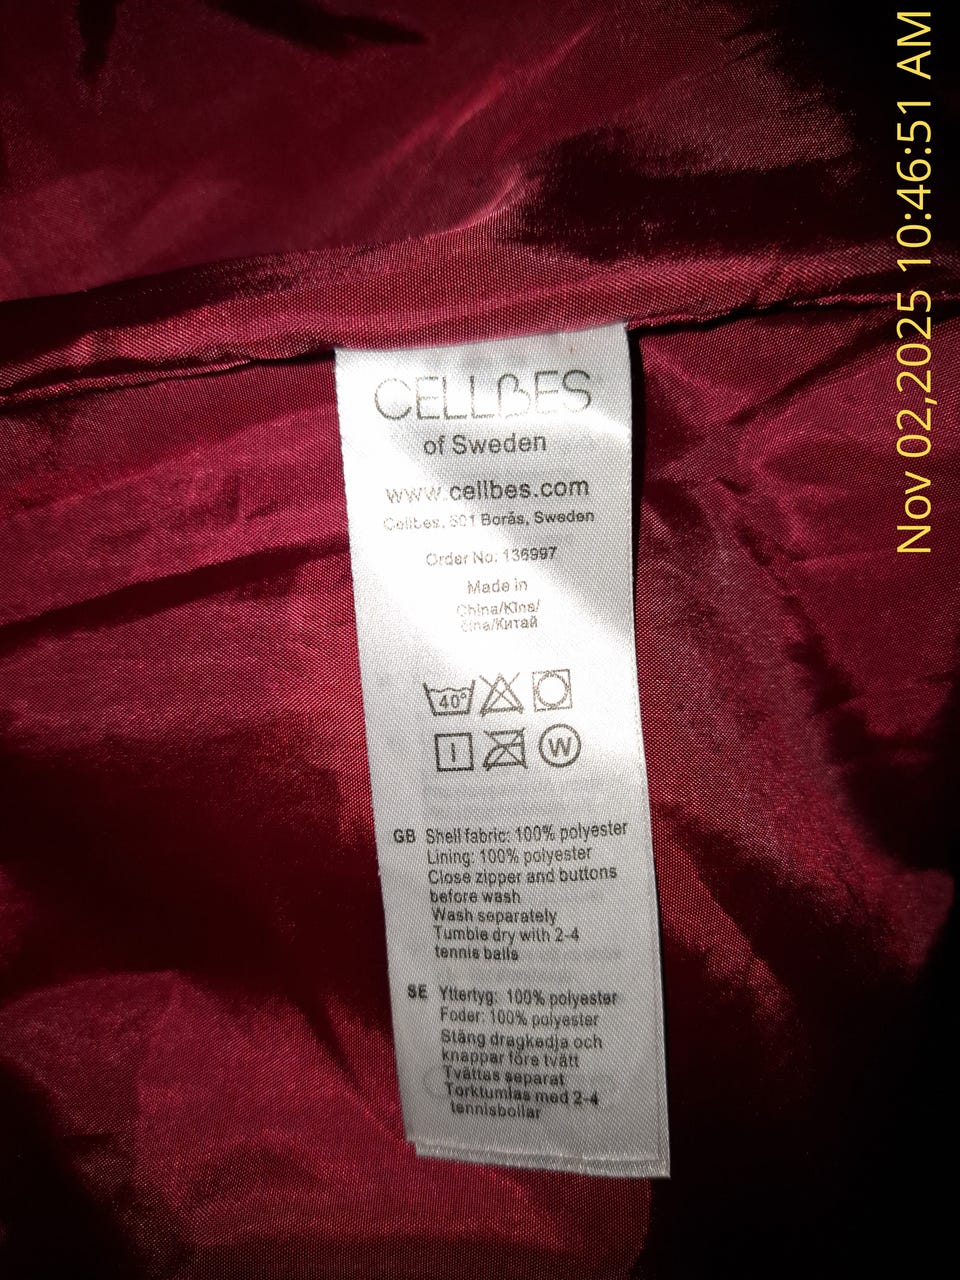 CELLBES
of Sweden
www.cellbes.com
Cellbes, 501 Borås, Sweden
Order No: 136997
Made in
China/Kina/
čína/Китай
40°
I
W
GB Shell fabric: 100% polyester
Lining: 100% polyester
Close zipper and buttons
before wash
Wash separately
Tumble dry with 2-4
tennis balls
SE Yttertyg: 100% polyester
Foder: 100% polyester
Stäng dragkedja och
knappar före tvätt
Tvättas separat
Torktumlas med 2-4
tennisbollar
Nov 02,2025 10:46:51 AM